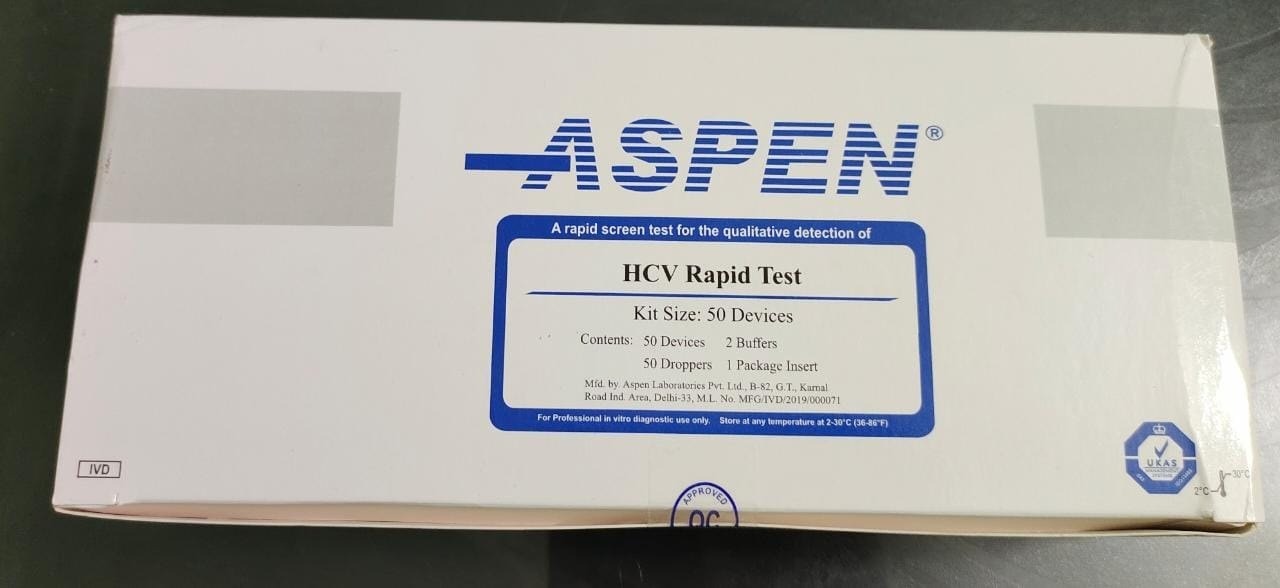 ASPEN®
A rapid screen test for the qualitative detection of
HCV Rapid Test
Kit Size: 50 Devices
Contents: 50 Devices 2 Buffers
50 Droppers 1 Package Insert
Mfd. by. Aspen Laboratories Pvt. Ltd., B-82, G.T., Karnal
Road Ind. Area, Delhi-33, M.L. No. MFG/IVD/2019/000071
For Professional in vitro diagnostic use only. Store at any temperature at 2-30°C (36-86°F)
IVD
APPROVED
QC
UKAS
MANAGEMENT
SYSTEMS
30°C
2°C